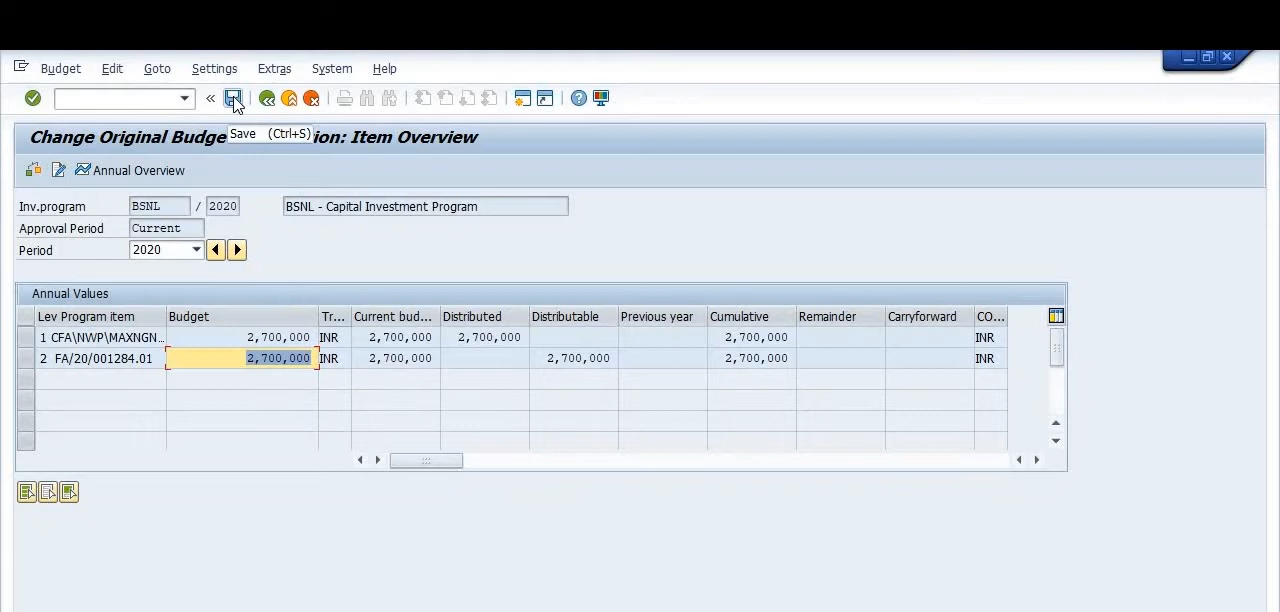 Budget Edit Goto Settings Extras System Help
Change Original Budge ion: Item Overview
Save (Ctrl+S)
Annual Overview
Inv.program BSNL / 2020 BSNL - Capital Investment Program
Approval Period Current
Period 2020
Annual Values
Lev Program item Budget Tr... Current bud... Distributed Distributable Previous year Cumulative Remainder Carryforward CO...
1 CFA\NWP\MAXNGN... 2,700,000 INR 2,700,000 2,700,000 2,700,000 INR
2 FA/20/001284.01 2,700,000 INR 2,700,000 2,700,000 2,700,000 INR